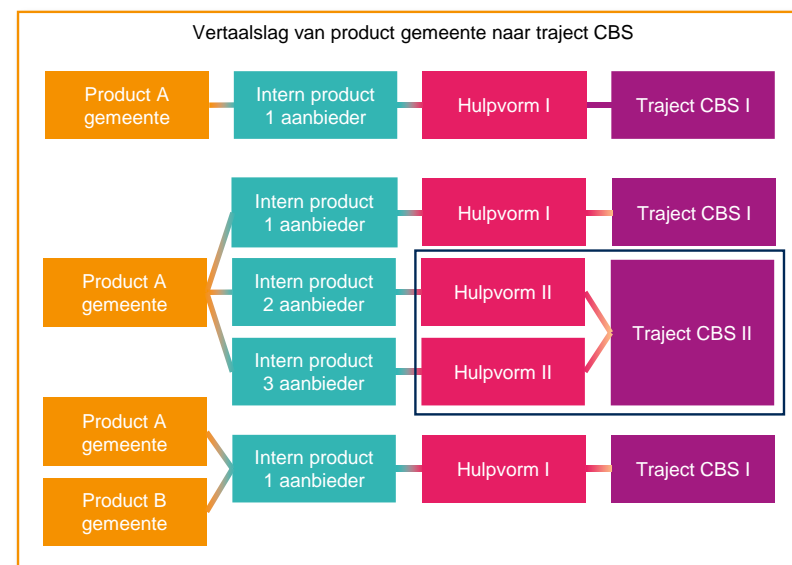 Vertaalslag van product gemeente naar traject CBS
Product A
gemeente
Intern product
1 aanbieder
Hulpvorm I
Traject CBS I
Product A
gemeente
Intern product
1 aanbieder
Hulpvorm I
Traject CBS I
Intern product
2 aanbieder
Hulpvorm II
Intern product
3 aanbieder
Hulpvorm II
Traject CBS II
Product A
gemeente
Product B
gemeente
Intern product
1 aanbieder
Hulpvorm I
Traject CBS I